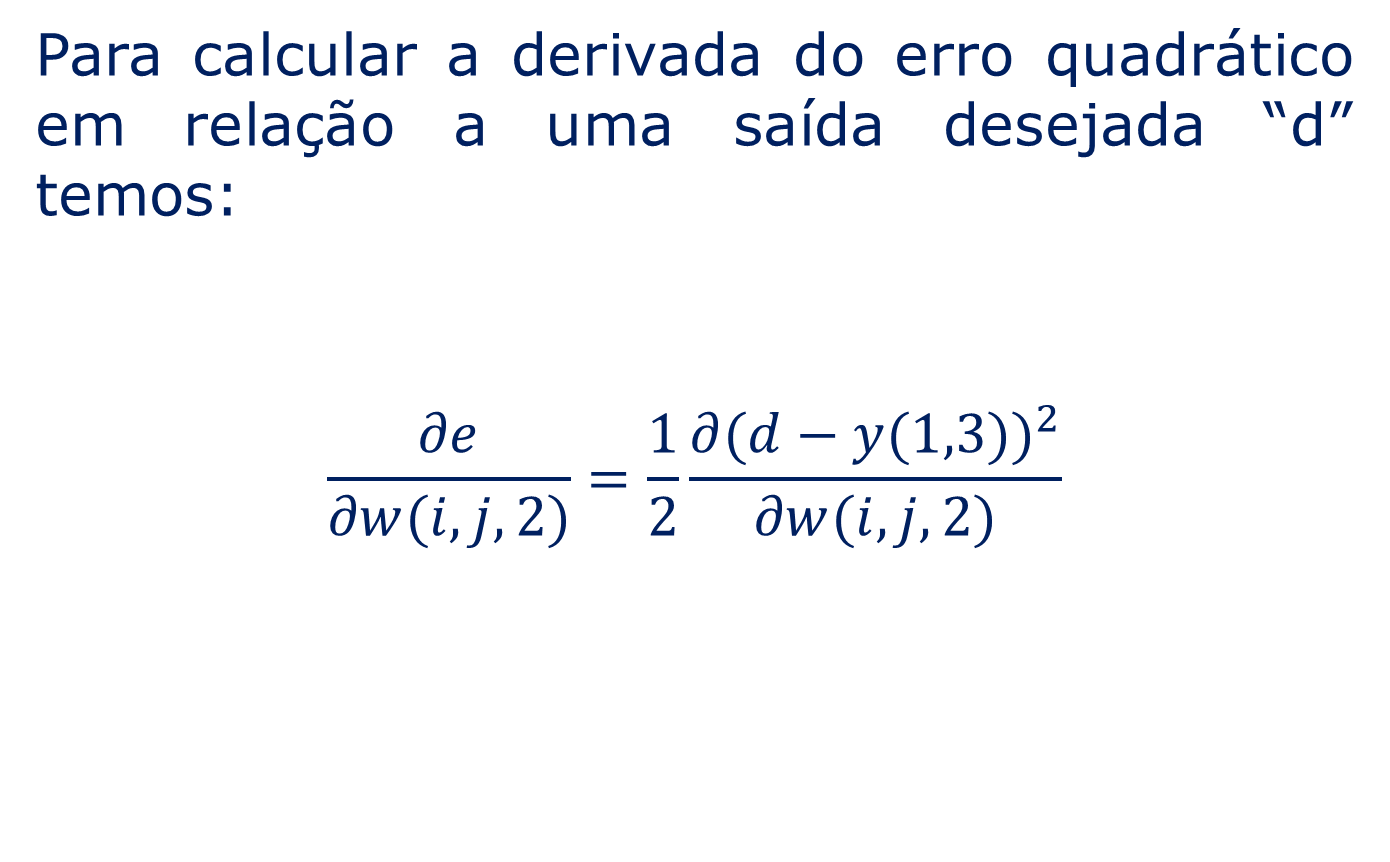 Para calcular a derivada do erro quadrático
em relação a uma saída desejada “d”
temos:
∂e/∂w(i, j, 2) = 1/2 ∂(d − y(1,3))²/∂w(i, j, 2)